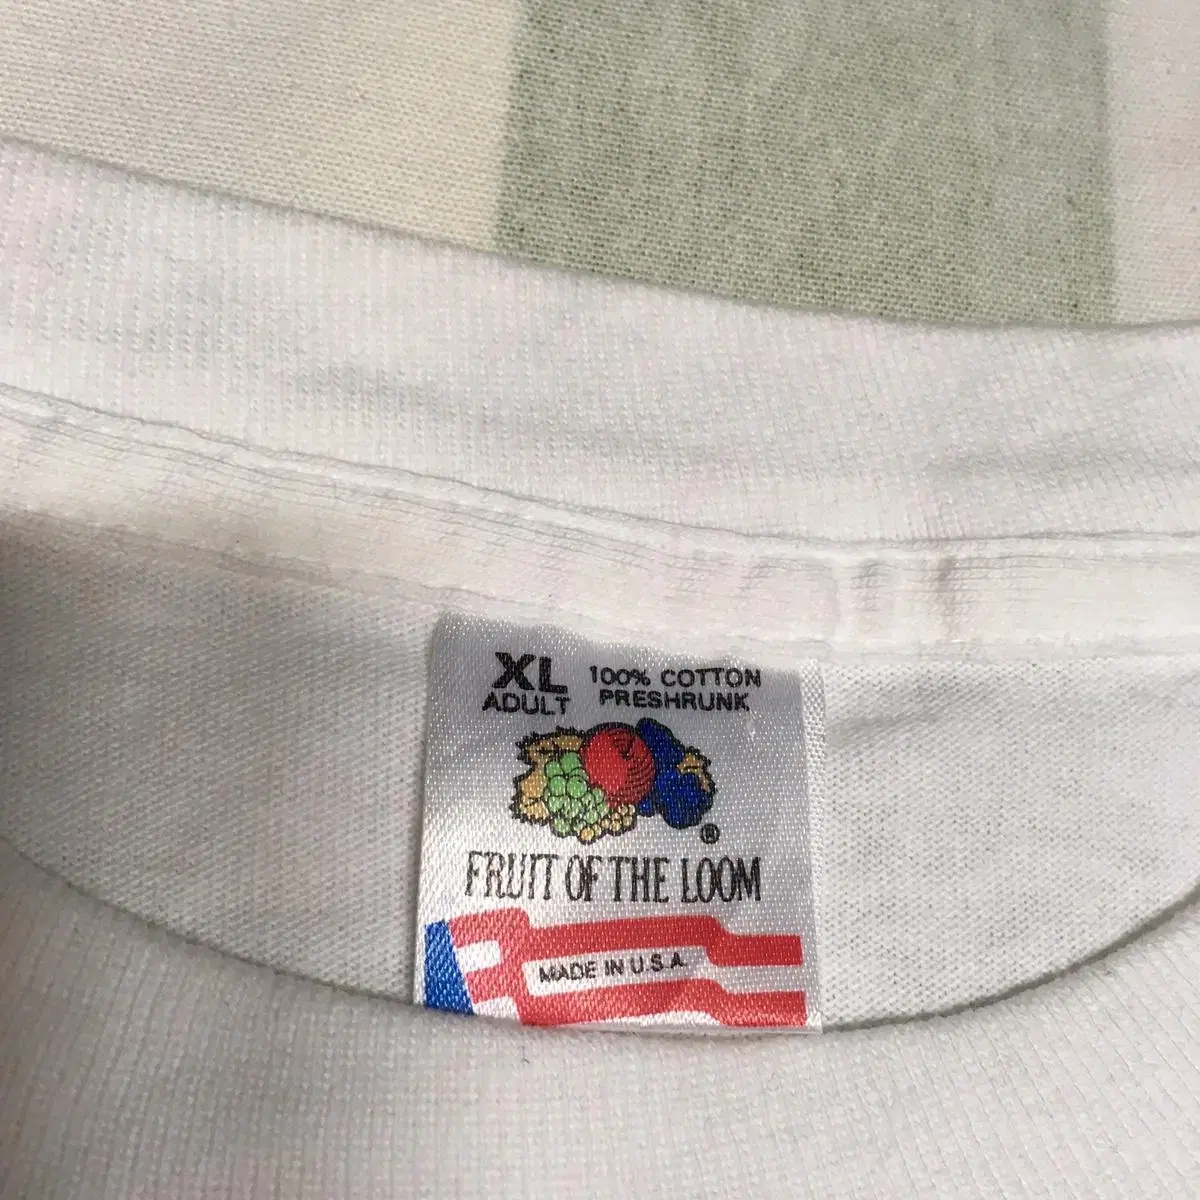 XL 100% COTTON
ADULT PRESHRUNK
®
FRUIT OF THE LOOM
MADE IN U.S.A.